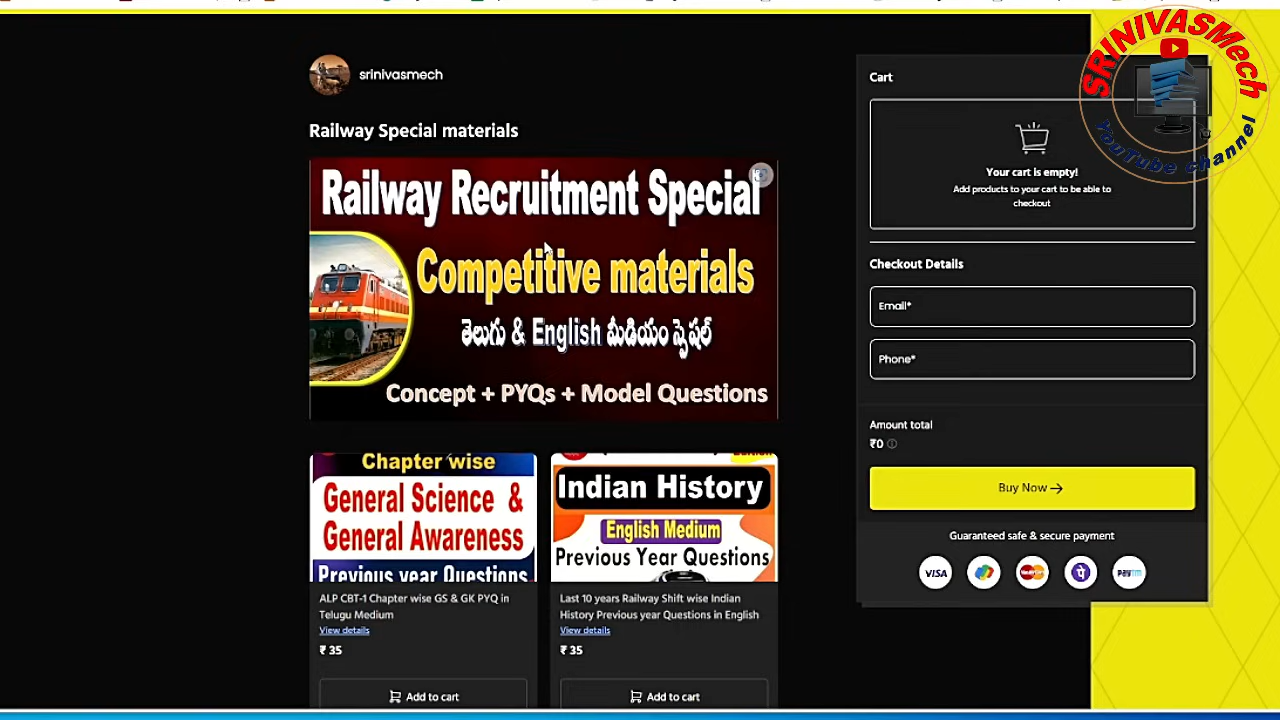 srinivasmech
Railway Special materials
Railway Recruitment Special
Competitive materials
తెలుగు & English మీడియం స్పెషల్
Concept + PYQs + Model Questions
Chapter wise
General Science &
General Awareness
Previous year Questions
ALP CBT-1 Chapter wise GS & GK PYQ in
Telugu Medium
View details
₹ 35
Add to cart
Indian History
English Medium
Previous Year Questions
Last 10 years Railway Shift wise Indian
History Previous year Questions in English
View details
₹ 35
Add to cart
Cart
Your cart is empty!
Add products to your cart to be able to
checkout
Checkout Details
Email*
Phone*
Amount total
₹0
Buy Now
Guaranteed safe & secure payment
VISA
MasterCard
Paytm
SRINIVASMech
YouTube channel